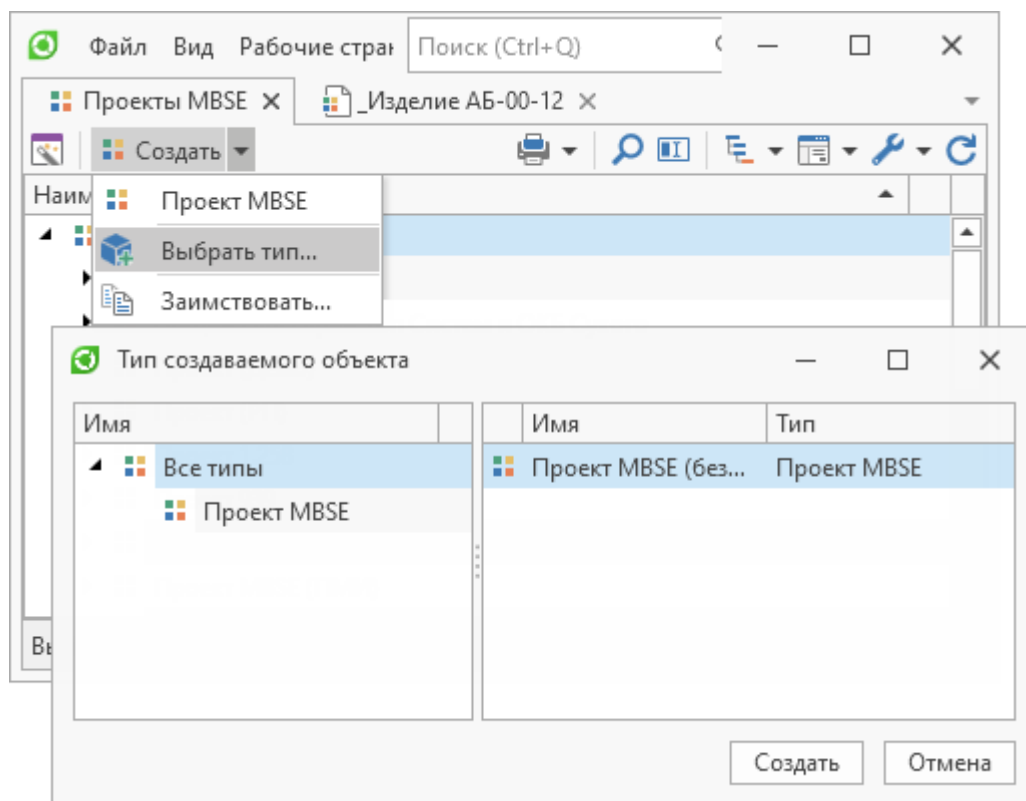 Файл Вид Рабочие стран Поиск (Ctrl+Q)
Проекты MBSE _Изделие АБ-00-12
Создать
Наим
Проект MBSE
Выбрать тип...
Заимствовать...
Тип создаваемого объекта
Имя Имя Тип
Все типы Проект MBSE (без... Проект MBSE
Проект MBSE
Вы
Создать Отмена